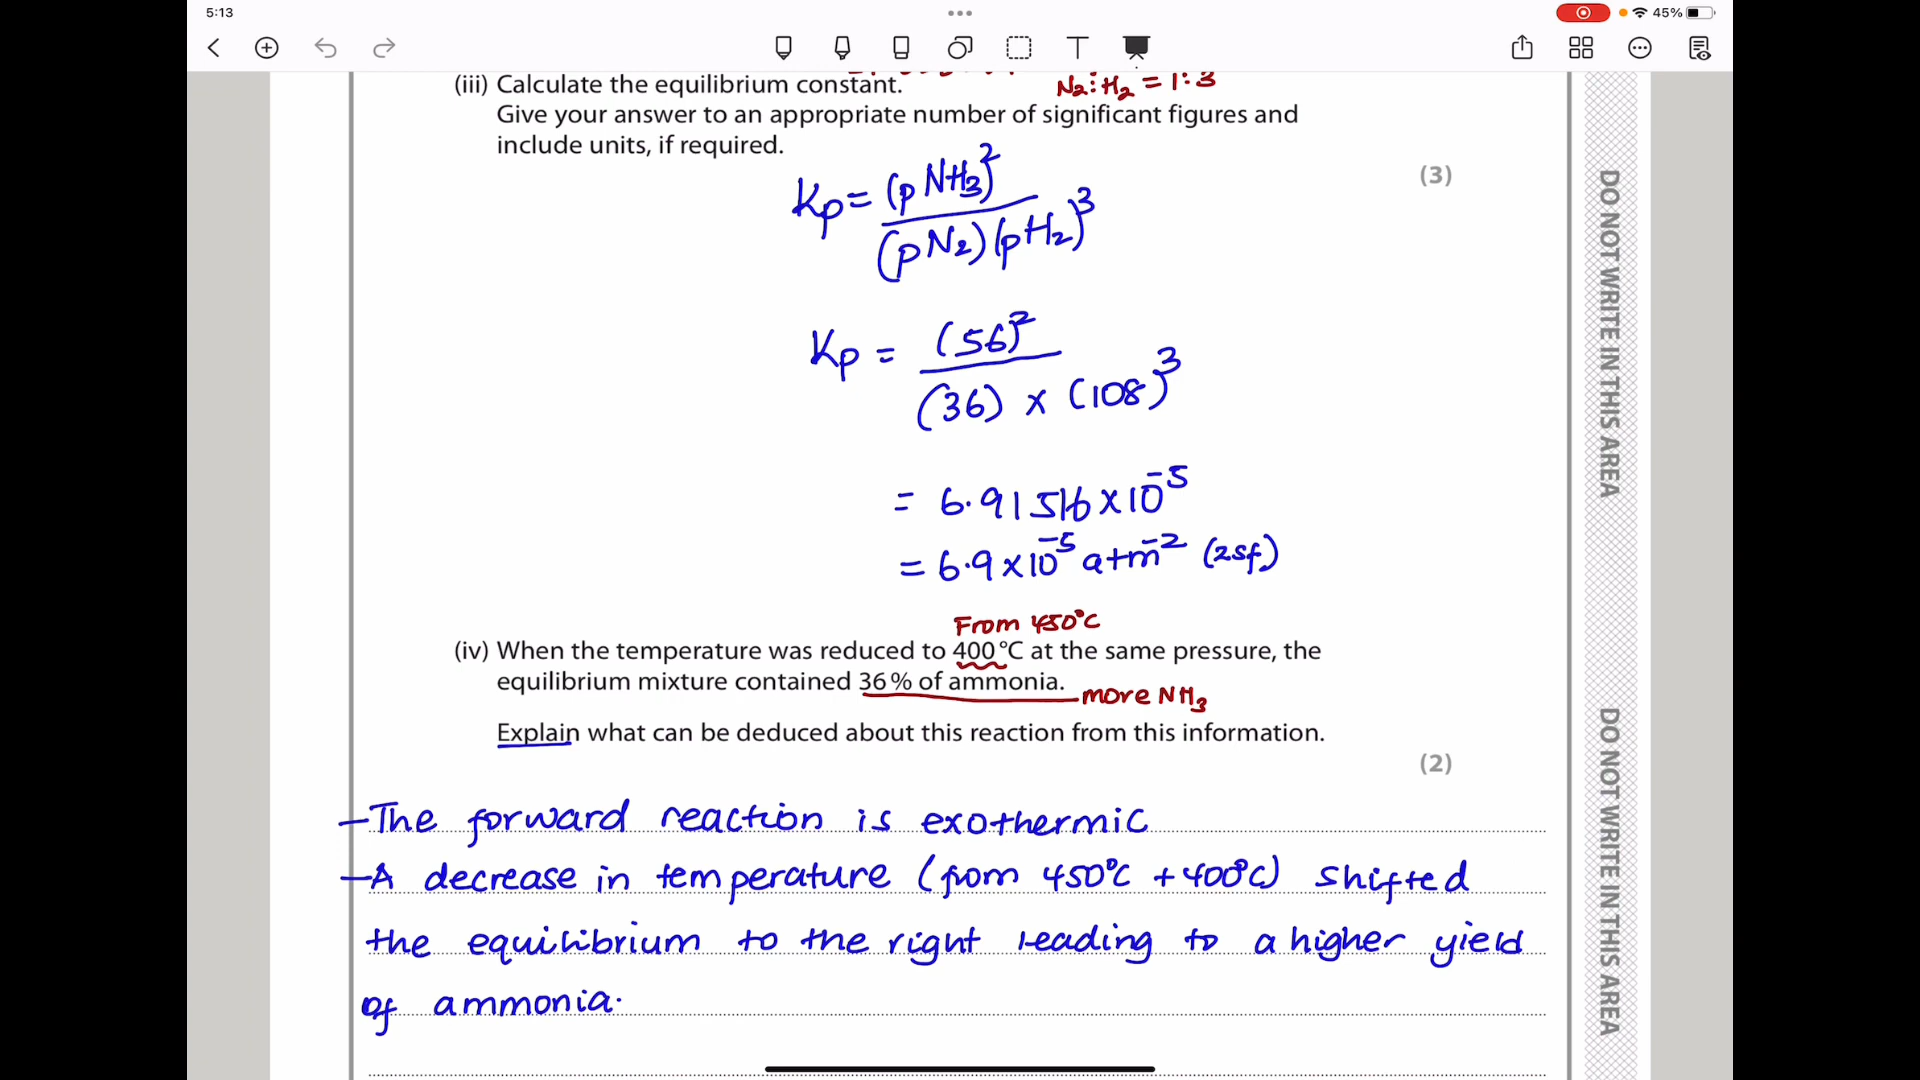 5:13
45%
(iii) Calculate the equilibrium constant.
N₂:H₂ = 1:3
Give your answer to an appropriate number of significant figures and
include units, if required.
(3)
Kp = (pNH₃)²
(pN₂)(pH₂)³
Kp = (56)²
(36) × (108)³
= 6.91516×10⁻⁵
= 6.9×10⁻⁵ atm⁻² (2sf)
From 450°C
(iv) When the temperature was reduced to 400 °C at the same pressure, the
equilibrium mixture contained 36% of ammonia.
more NH₃
Explain what can be deduced about this reaction from this information.
(2)
- The forward reaction is exothermic
- A decrease in temperature (from 450°C + 400°C) shifted
the equilibrium to the right leading to a higher yield
of ammonia.
DO NOT WRITE IN THIS AREA
DO NOT WRITE IN THIS AREA